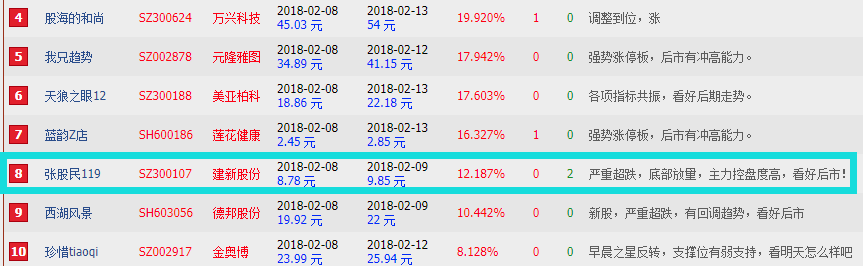 4 股海的和尚 SZ300624 万兴科技 2018-02-08 45.03 元 2018-02-13 54 元 19.920% 1 0 调整到位，涨
5 我兄趋势 SZ002878 元隆雅图 2018-02-08 34.89 元 2018-02-12 41.15 元 17.942% 0 0 强势涨停板，后市有冲高能力。
6 天狼之眼12 SZ300188 美亚柏科 2018-02-08 18.86 元 2018-02-13 22.18 元 17.603% 0 0 各项指标共振，看好后期走势。
7 蓝韵Z店 SH600186 莲花健康 2018-02-08 2.45 元 2018-02-13 2.85 元 16.327% 1 0 强势涨停板，后市有冲高能力。
8 张股民119 SZ300107 建新股份 2018-02-08 8.78 元 2018-02-09 9.85 元 12.187% 0 2 严重超跌，底部放量，主力控盘度高，看好后市！
9 西湖风景 SH603056 德邦股份 2018-02-08 19.92 元 2018-02-09 22 元 10.442% 0 0 新股，严重超跌，有回调趋势，看好后市
10 珍惜tiaoqi SZ002917 金奥博 2018-02-08 23.99 元 2018-02-12 25.94 元 8.128% 0 0 早晨之星反转，支撑位有弱支持，看明天怎么样吧